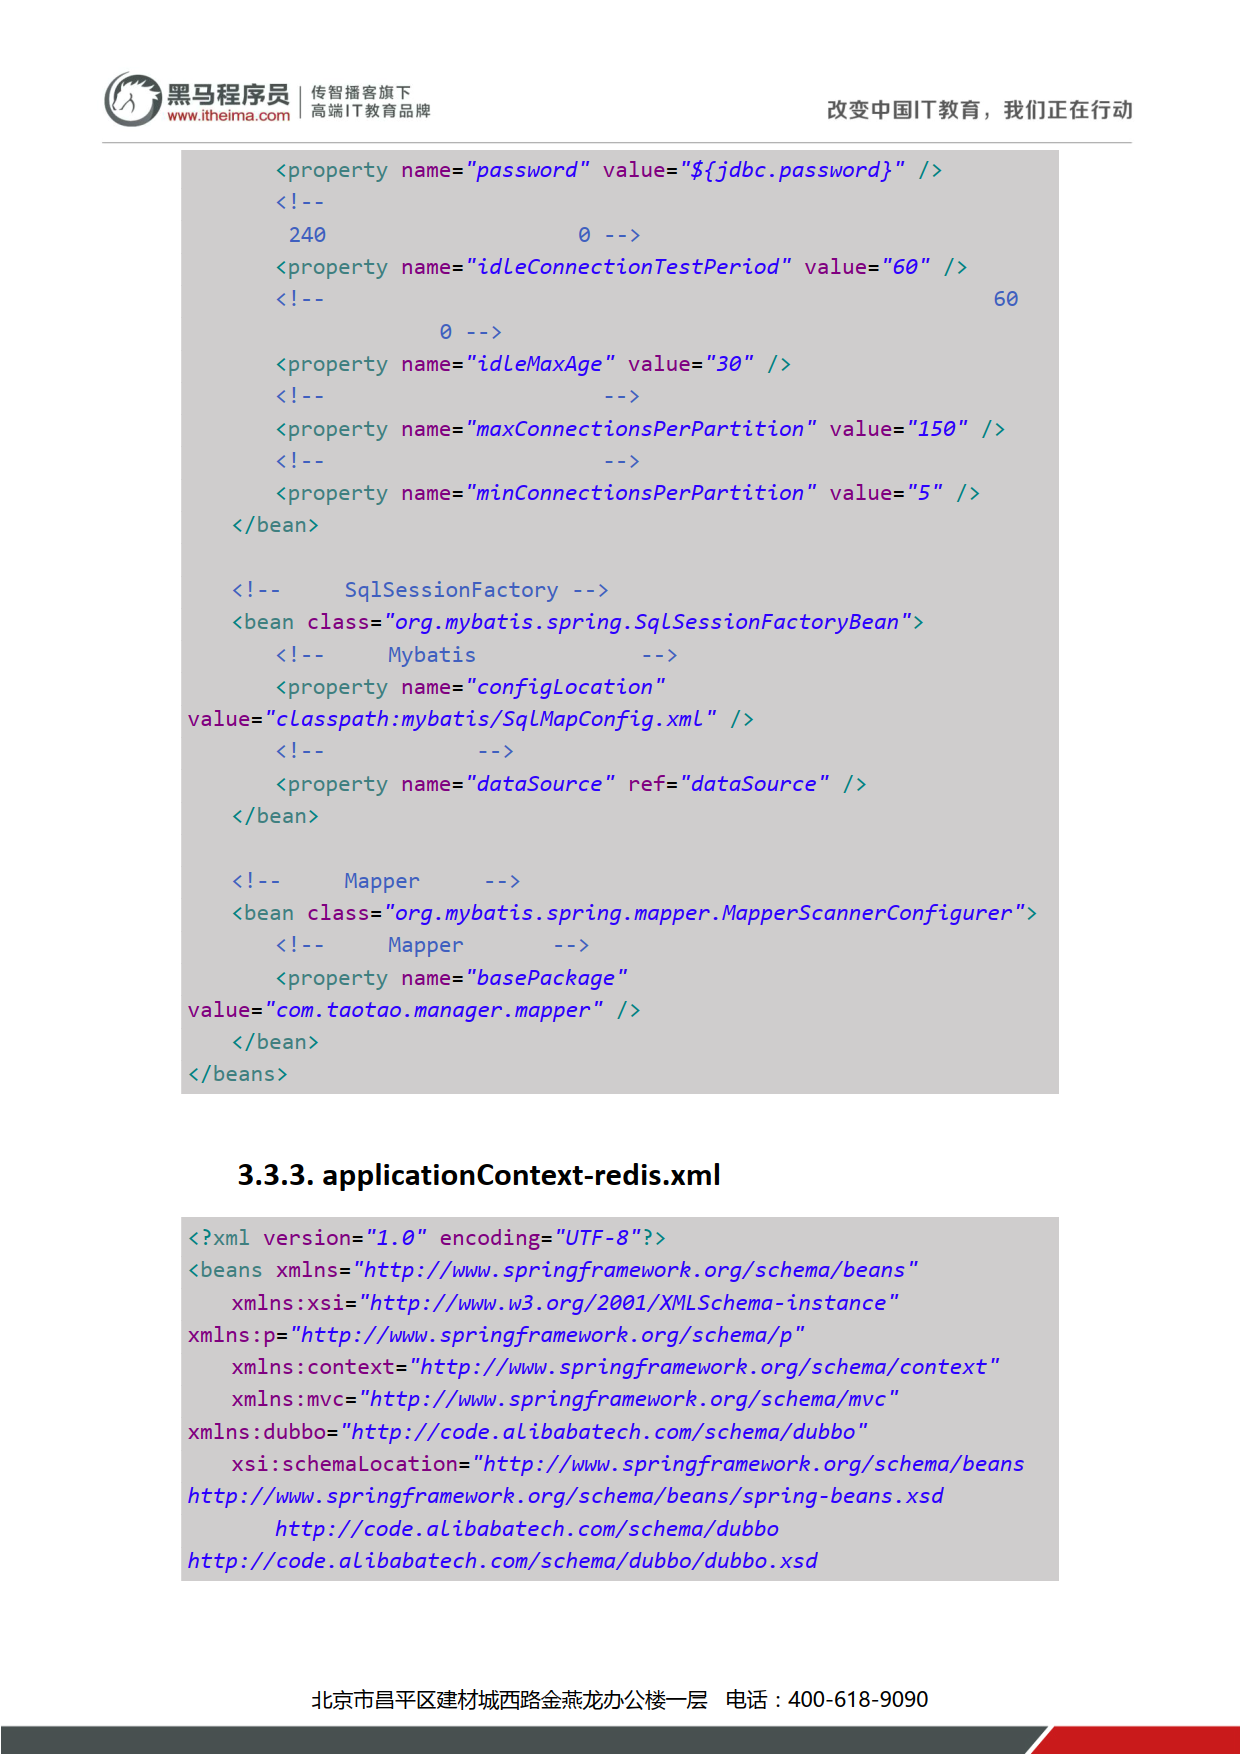 黑马程序员
www.itheima.com
传智播客旗下
高端IT教育品牌
改变中国IT教育，我们正在行动
<property name="password" value="${jdbc.password}" />
<!--
240 0 -->
<property name="idleConnectionTestPeriod" value="60" />
<!-- 60
0 -->
<property name="idleMaxAge" value="30" />
<!-- -->
<property name="maxConnectionsPerPartition" value="150" />
<!-- -->
<property name="minConnectionsPerPartition" value="5" />
</bean>
<!-- SqlSessionFactory -->
<bean class="org.mybatis.spring.SqlSessionFactoryBean">
<!-- Mybatis -->
<property name="configLocation"
value="classpath:mybatis/SqlMapConfig.xml" />
<!-- -->
<property name="dataSource" ref="dataSource" />
</bean>
<!-- Mapper -->
<bean class="org.mybatis.spring.mapper.MapperScannerConfigurer">
<!-- Mapper -->
<property name="basePackage"
value="com.taotao.manager.mapper" />
</bean>
</beans>
3.3.3. applicationContext-redis.xml
<?xml version="1.0" encoding="UTF-8"?>
<beans xmlns="http://www.springframework.org/schema/beans"
xmlns:xsi="http://www.w3.org/2001/XMLSchema-instance"
xmlns:p="http://www.springframework.org/schema/p"
xmlns:context="http://www.springframework.org/schema/context"
xmlns:mvc="http://www.springframework.org/schema/mvc"
xmlns:dubbo="http://code.alibabatech.com/schema/dubbo"
xsi:schemaLocation="http://www.springframework.org/schema/beans
http://www.springframework.org/schema/beans/spring-beans.xsd
http://code.alibabatech.com/schema/dubbo
http://code.alibabatech.com/schema/dubbo/dubbo.xsd
北京市昌平区建材城西路金燕龙办公楼一层 电话：400-618-9090